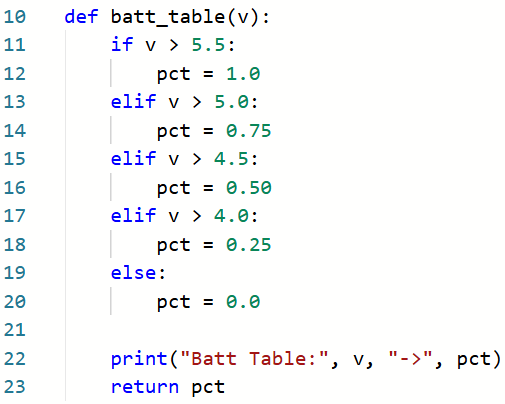 10 def batt_table(v):
11     if v > 5.5:
12         pct = 1.0
13     elif v > 5.0:
14         pct = 0.75
15     elif v > 4.5:
16         pct = 0.50
17     elif v > 4.0:
18         pct = 0.25
19     else:
20         pct = 0.0
21
22     print("Batt Table:", v, "->", pct)
23     return pct